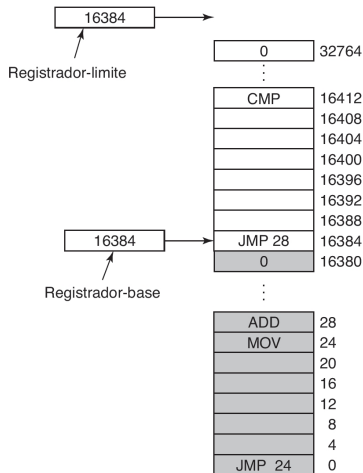 16384
0 32764
Registrador-limite
CMP 16412
16408
16404
16400
16396
16392
16388
16384 JMP 28 16384
0 16380
Registrador-base
ADD 28
MOV 24
20
16
12
8
4
JMP 24 0